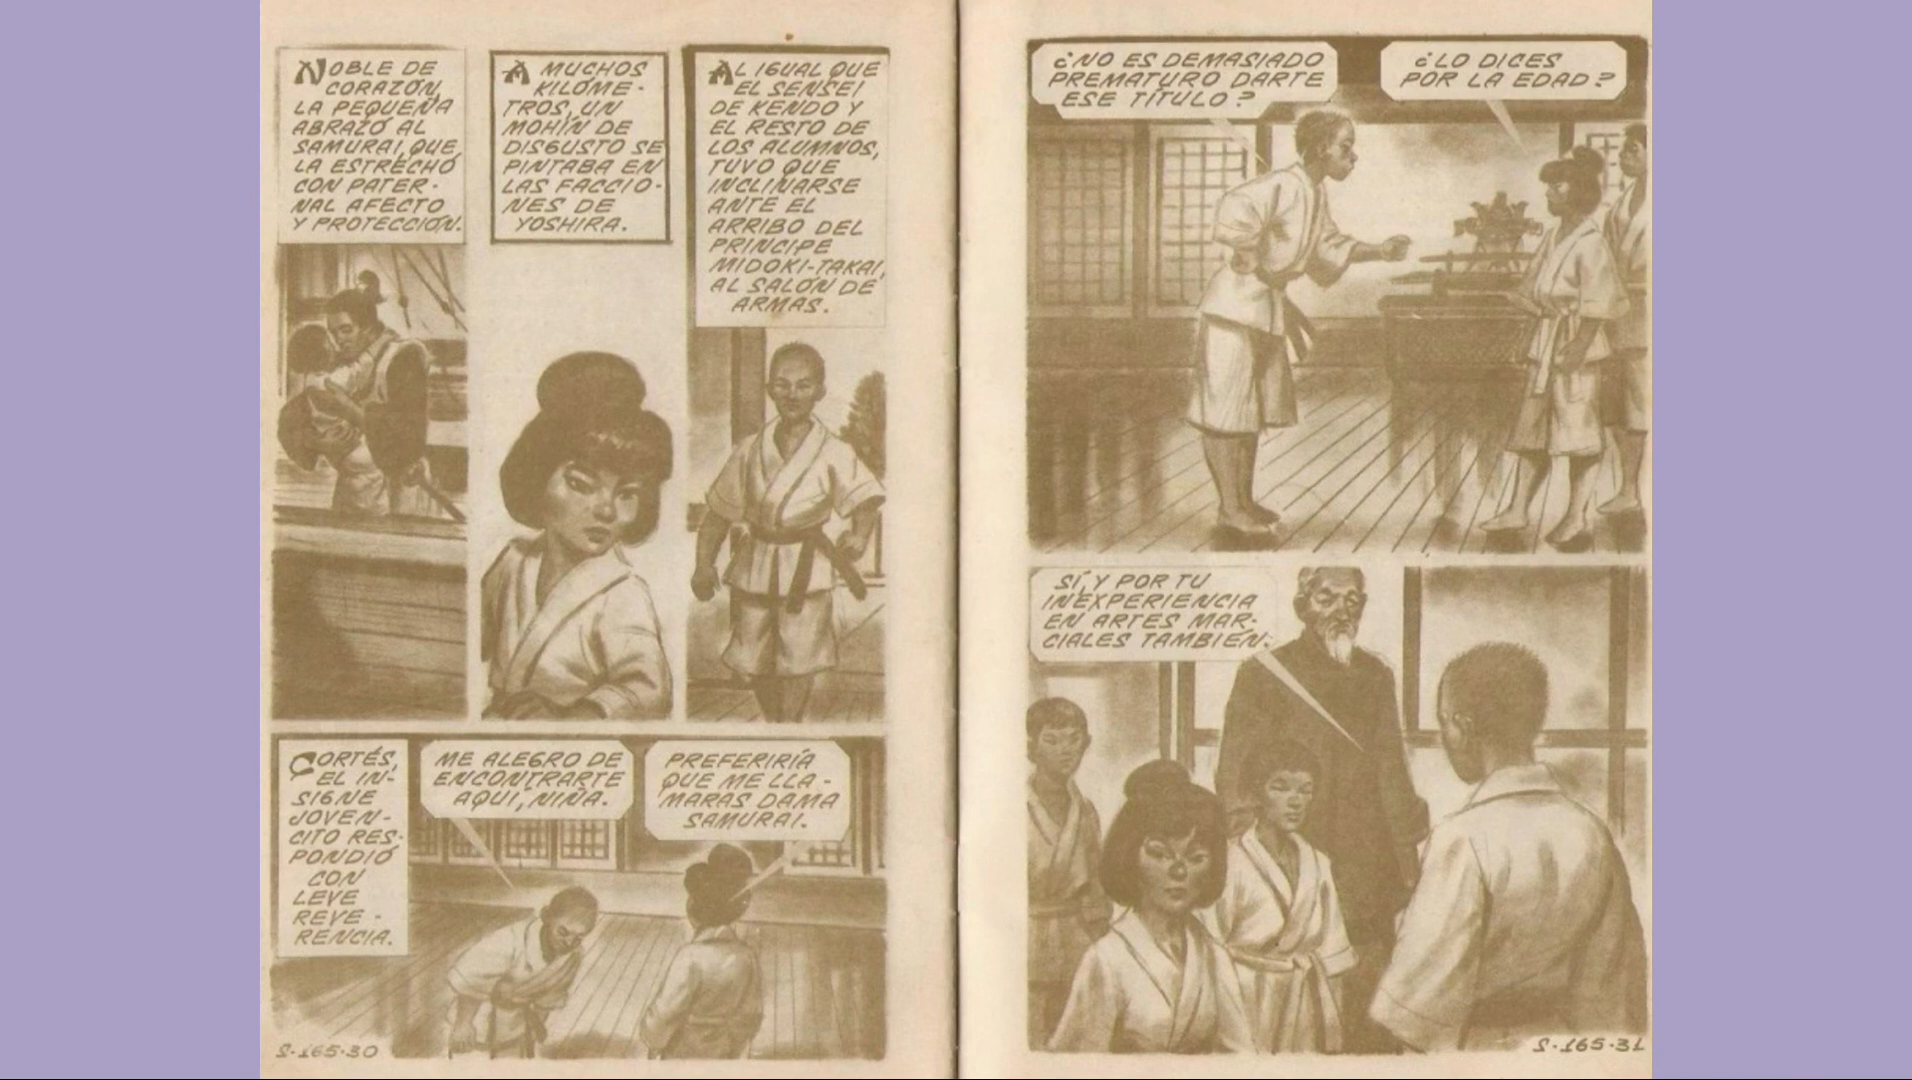 NOBLE DE
CORAZÓN,
LA PEQUEÑA
ABRAZÓ AL
SAMURAI, QUE
LA ESTRECHÓ
CON PATER-
NAL AFECTO
Y PROTECCIÓN.
A MUCHOS
KILÓME-
TROS, UN
MOHÍN DE
DISGUSTO SE
PINTABA EN
LAS FACCIO-
NES DE
YOSHIRA.
AL IGUAL QUE
EL SENSEI
DE KENDO Y
EL RESTO DE
LOS ALUMNOS,
TUVO QUE
INCLINARSE
ANTE EL
ARRIBO DEL
PRINCIPE
MIDOKI-TAKAI,
AL SALÓN DE
ARMAS.
CORTÉS,
EL IN-
SIGNE
JOVEN-
CITO RES-
PONDIÓ
CON
LEVE
REVE-
RENCIA.
ME ALEGRO DE
ENCONTRARTE
AQUÍ, NIÑA.
PREFERIRÍA
QUE ME LLA-
MARAS DAMA
SAMURAI.
S-165-30
¿NO ES DEMASIADO
PREMATURO DARTE
ESE TÍTULO?
¿LO DICES
POR LA EDAD?
SÍ, Y POR TU
INEXPERIENCIA
EN ARTES MAR-
CIALES TAMBIÉN.
S-165-31